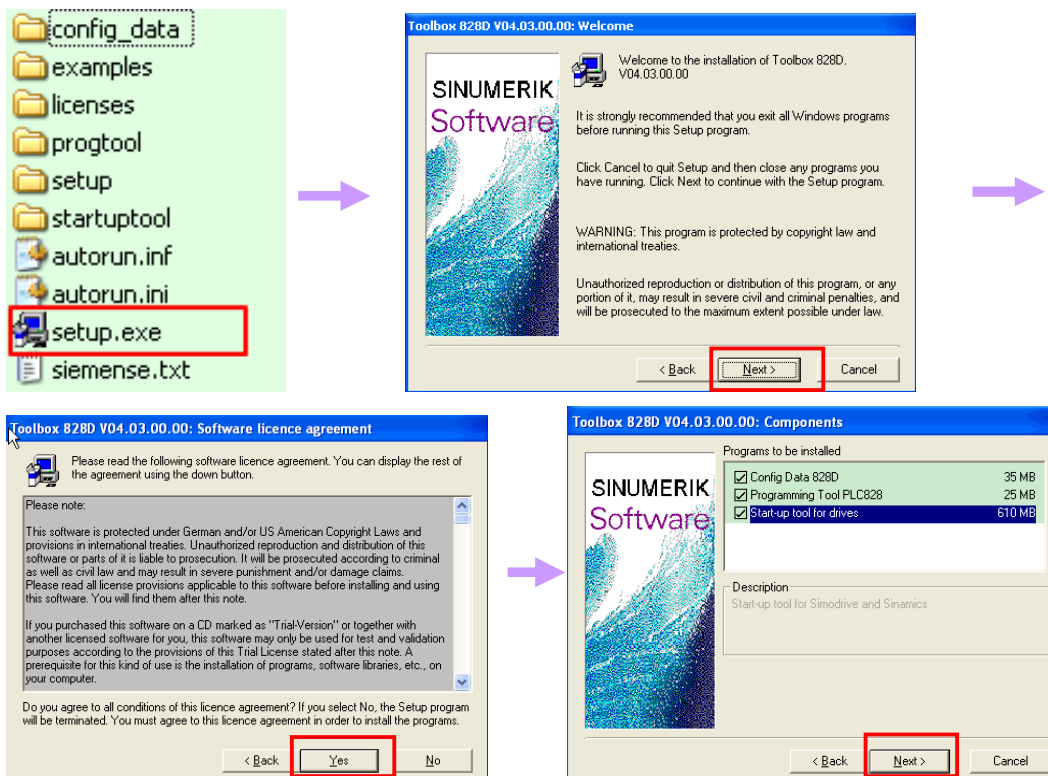 config_data
examples
licenses
progtool
setup
startuptool
autorun.inf
autorun.ini
setup.exe
siemense.txt
Toolbox 828D V04.03.00.00: Welcome
SINUMERIK
Software
Welcome to the installation of Toolbox 828D.
V04.03.00.00
It is strongly recommended that you exit all Windows programs
before running this Setup program.
Click Cancel to quit Setup and then close any programs you
have running. Click Next to continue with the Setup program.
WARNING: This program is protected by copyright law and
international treaties.
Unauthorized reproduction or distribution of this program, or any
portion of it, may result in severe civil and criminal penalties, and
will be prosecuted to the maximum extent possible under law.
< Back Next > Cancel
Toolbox 828D V04.03.00.00: Software licence agreement
Please read the following software licence agreement. You can display the rest of
the agreement using the down button.
Please note:
This software is protected under German and/or US American Copyright Laws and
provisions in international treaties. Unauthorized reproduction and distribution of this
software or parts of it is liable to prosecution. It will be prosecuted according to criminal
as well as civil law and may result in severe punishment and/or damage claims.
Please read all license provisions applicable to this software before installing and using
this software. You will find them after this note.
If you purchased this software on a CD marked as "Trial-Version" or together with
another licensed software for you, this software may only be used for test and validation
purposes according to the provisions of this Trial License stated after this note. A
prerequisite for this kind of use is the installation of programs, software libraries, etc., on
your computer.
Do you agree to all conditions of this licence agreement? If you select No, the Setup program
will be terminated. You must agree to this licence agreement in order to install the programs.
< Back Yes No
Toolbox 828D V04.03.00.00: Components
SINUMERIK
Software
Programs to be installed
Config Data 828D 35 MB
Programming Tool PLC828 25 MB
Start-up tool for drives 610 MB
Description
Start-up tool for Simodrive and Sinamics
< Back Next > Cancel